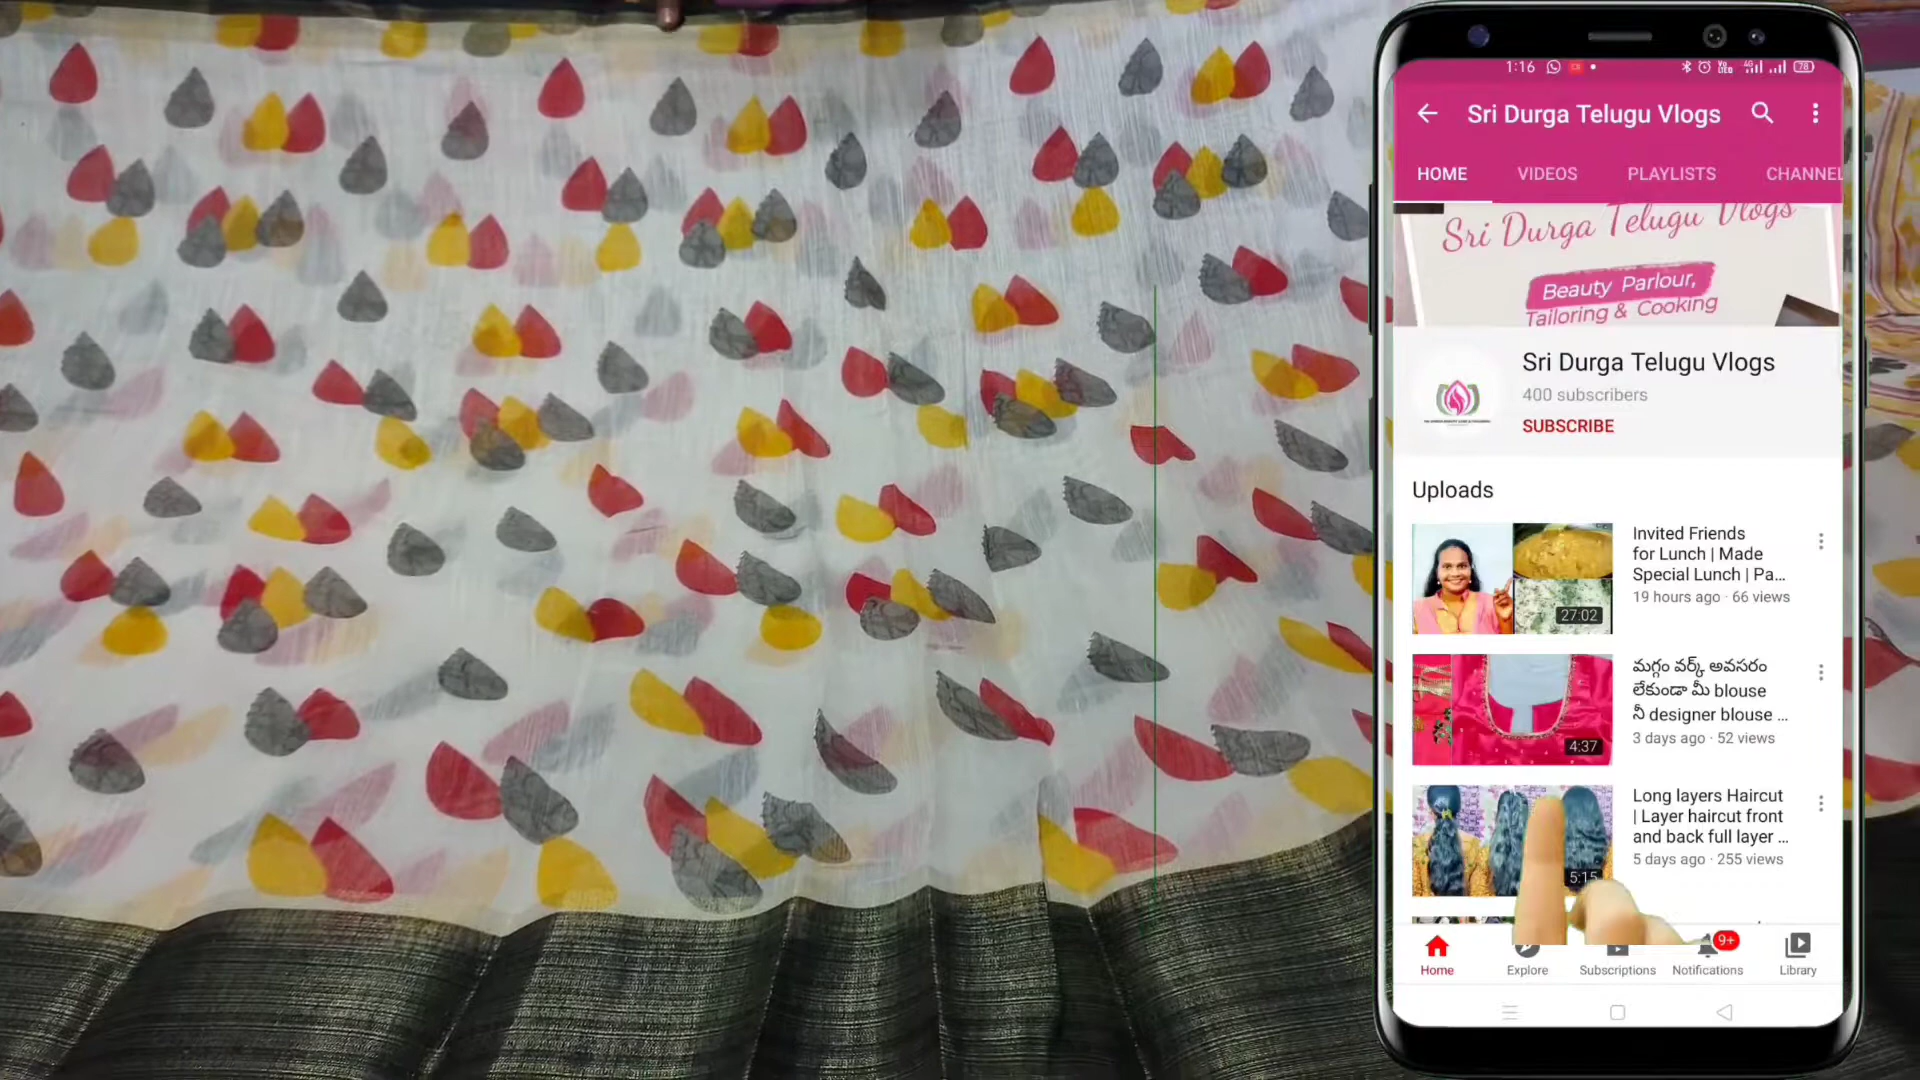 1:16
78
Sri Durga Telugu Vlogs
HOME VIDEOS PLAYLISTS CHANNEL
Sri Durga Telugu Vlogs
Beauty Parlour,
Tailoring & Cooking
Sri Durga Telugu Vlogs
400 subscribers
SUBSCRIBE
Uploads
Invited Friends
for Lunch | Made
Special Lunch | Pa...
19 hours ago · 66 views
27:02
మగ్గం వర్క్ అవసరం
లేకుండా మీ blouse
నీ designer blouse ...
3 days ago · 52 views
4:37
Long layers Haircut
| Layer haircut front
and back full layer ...
5 days ago · 255 views
5:15
9+
Home Explore Subscriptions Notifications Library